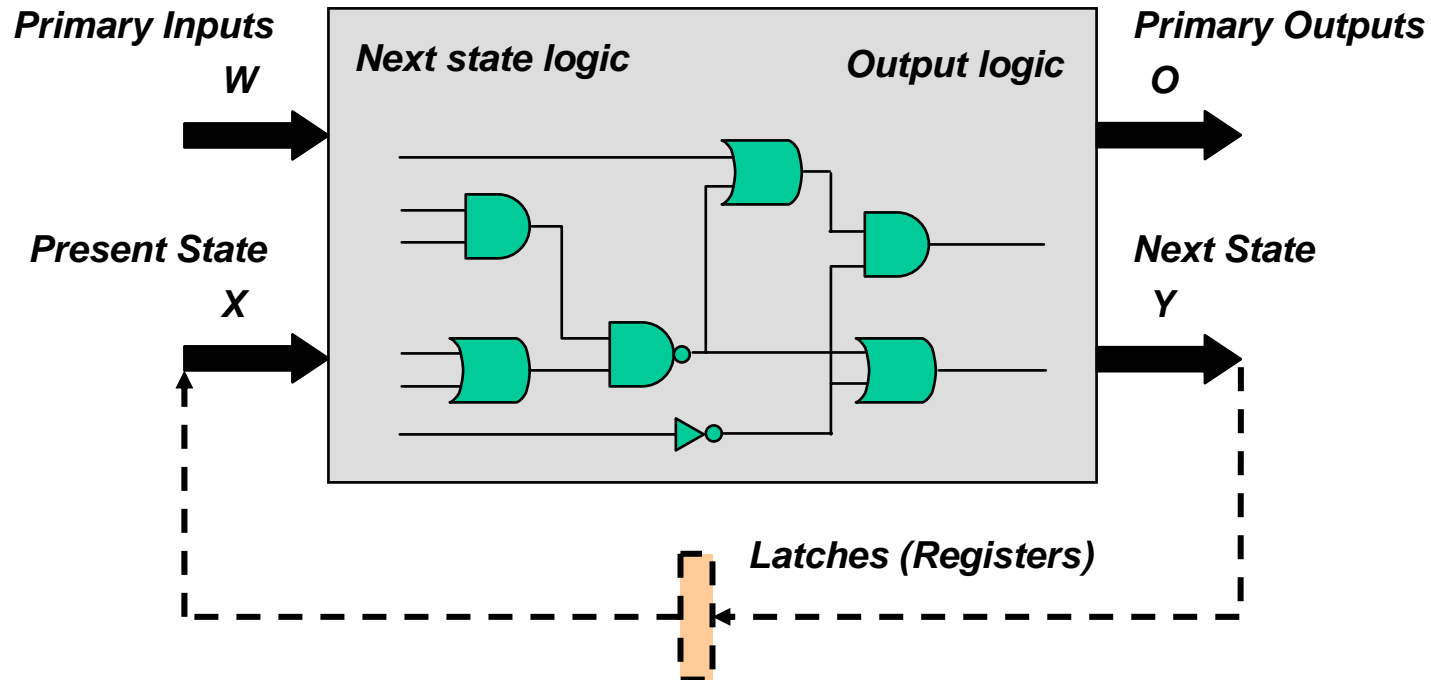 Primary Inputs
W
Next state logic
Output logic
Primary Outputs
O
Present State
X
Next State
Y
Latches (Registers)